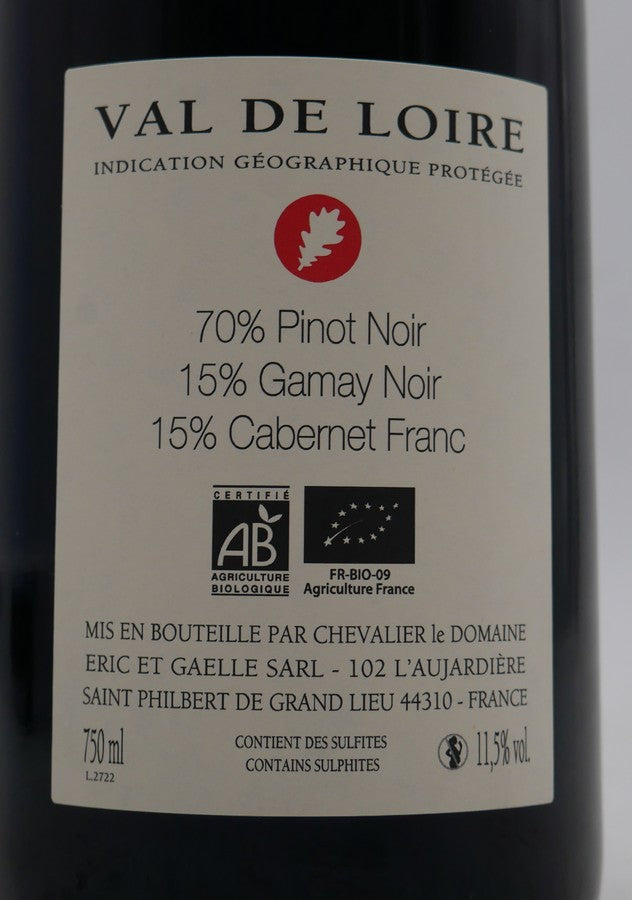 VAL DE LOIRE
INDICATION GÉOGRAPHIQUE PROTÉGÉE
70% Pinot Noir
15% Gamay Noir
15% Cabernet Franc
CERTIFIÉ
AB
AGRICULTURE
BIOLOGIQUE
FR-BIO-09
Agriculture France
MIS EN BOUTEILLE PAR CHEVALIER le DOMAINE
ERIC ET GAELLE SARL - 102 L'AUJARDIÈRE
SAINT PHILBERT DE GRAND LIEU 44310 - FRANCE
750 ml
L.2722
CONTIENT DES SULFITES
CONTAINS SULPHITES
11,5% vol.